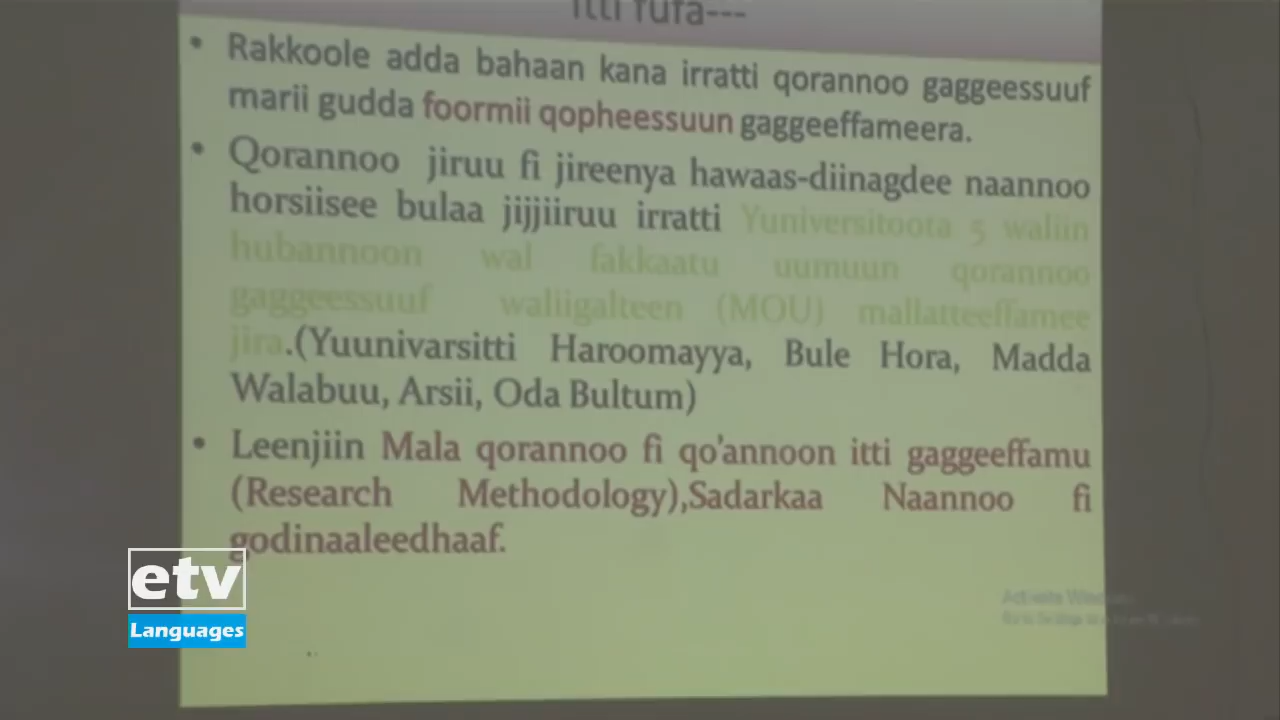 Itti fufa---
• Rakkoole adda bahaan kana irratti qorannoo gaggeessuuf
marii gudda foormii qopheessuun gaggeeffameera.
• Qorannoo jiruu fi jireenya hawaas-diinagdee naannoo
horsiisee bulaa jijjiiruu irratti Yuniversitoota 5 waliin
hubannoon wal fakkaatu uumuun qorannoo
gaggeessuuf waliigalteen (MOU) mallatteeffamee
jira.(Yuunivarsitti Haroomayya, Bule Hora, Madda
Walabuu, Arsii, Oda Bultum)
• Leenjiin Mala qorannoo fi qo'annoon itti gaggeeffamu
(Research Methodology),Sadarkaa Naannoo fi
godinaaleedhaaf.
etv
Languages
Activate Windows